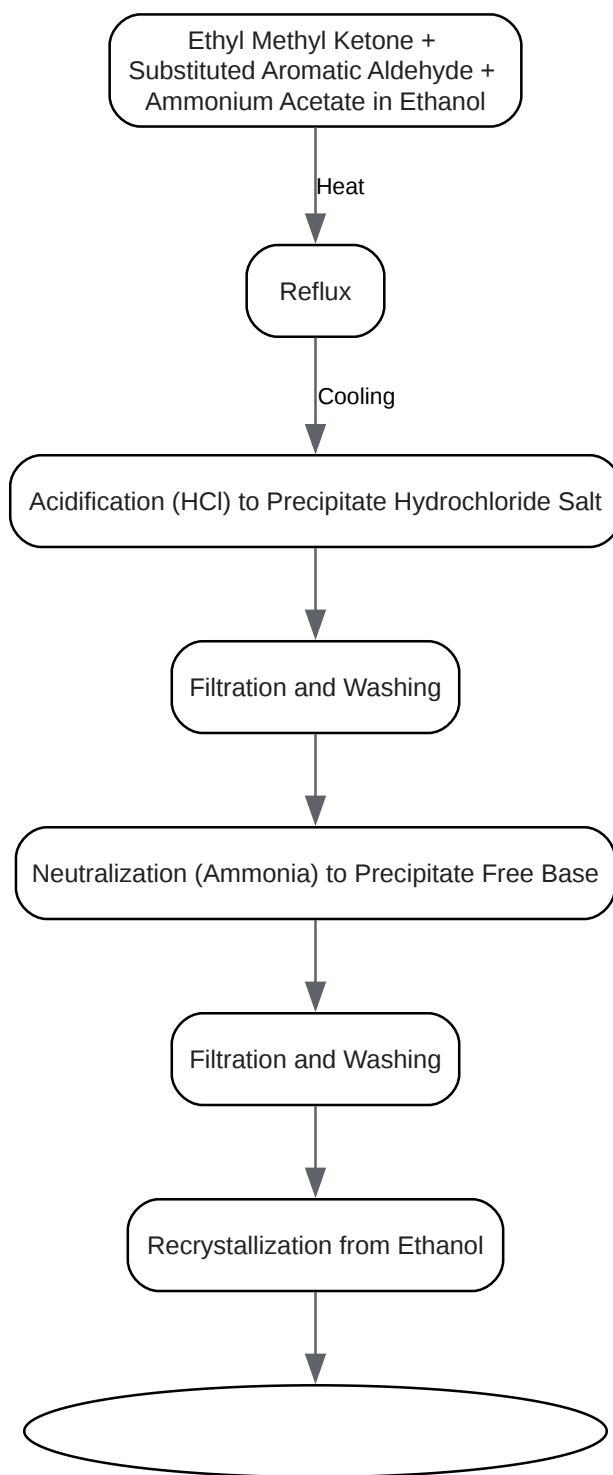 Ethyl Methyl Ketone +
Substituted Aromatic Aldehyde +
Ammonium Acetate in Ethanol
Heat
Reflux
Cooling
Acidification (HCl) to Precipitate Hydrochloride Salt
Filtration and Washing
Neutralization (Ammonia) to Precipitate Free Base
Filtration and Washing
Recrystallization from Ethanol